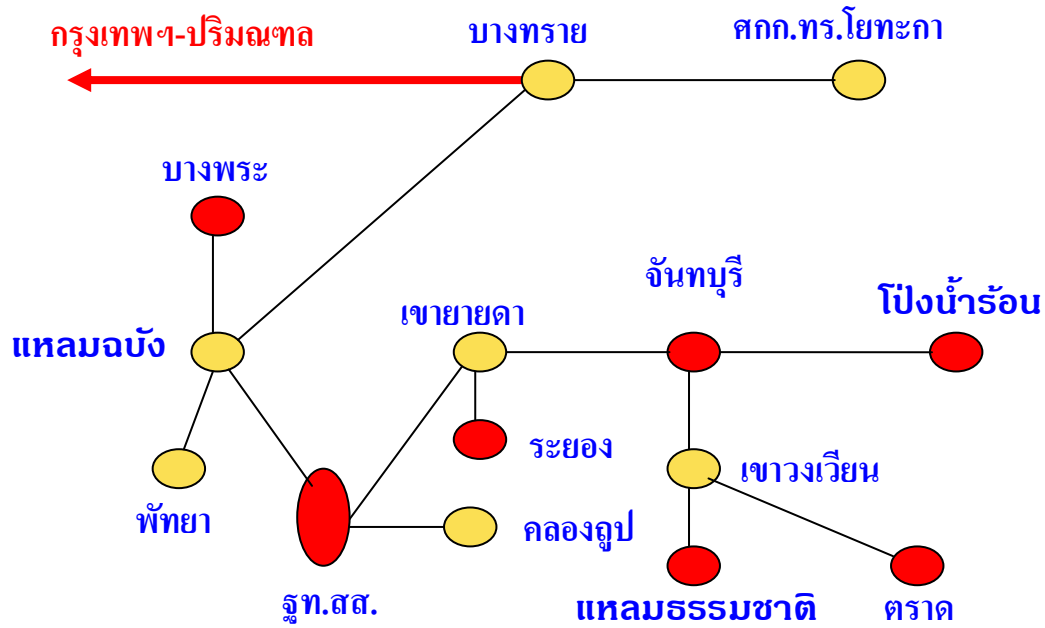 กรุงเทพฯ-ปริมณฑล
บางทราย
ศกก.ทร.โยทะกา
บางพระ
จันทบุรี
โป่งน้ำร้อน
เขายายดา
แหลมฉบัง
ระยอง
เขาวงเวียน
พัทยา
คลองถูป
ฐท.สส.
แหลมธรรมชาติ
ตราด